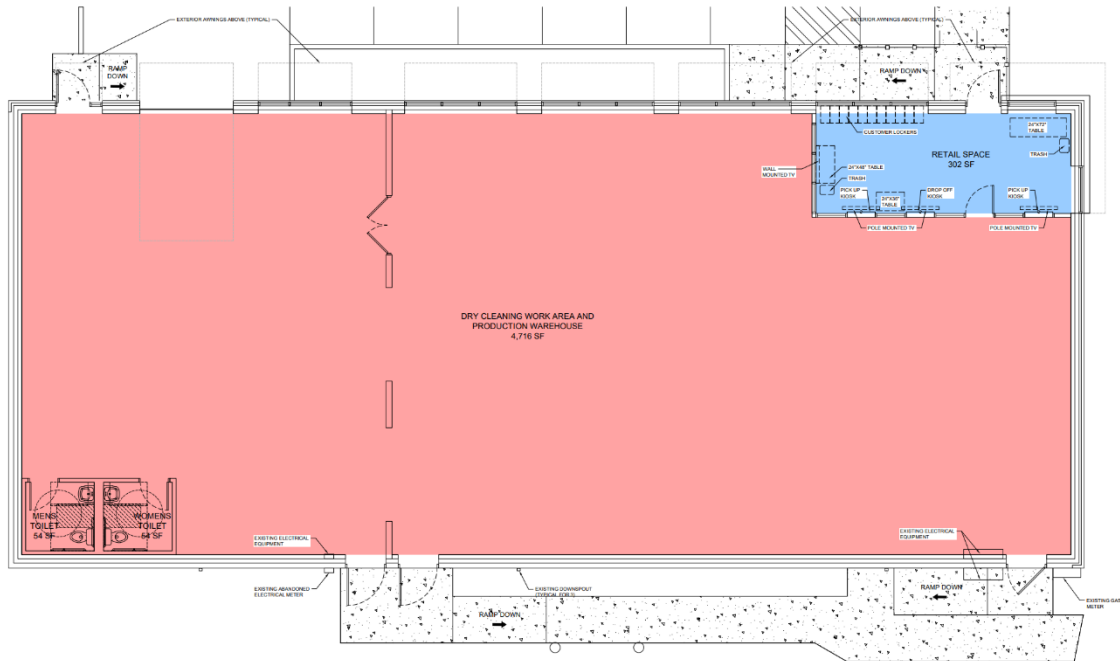 EXTERIOR AWNINGS ABOVE (TYPICAL)
EXTERIOR AWNINGS ABOVE (TYPICAL)
RAMP
DOWN
RAMP DOWN
CUSTOMER LOCKERS
24"X72"
TABLE
TRASH
RETAIL SPACE
302 SF
WALL
MOUNTED TV
24"X48" TABLE
TRASH
PICK UP
KIOSK
24"X36"
TABLE
DROP OFF
KIOSK
PICK UP
KIOSK
POLE MOUNTED TV
POLE MOUNTED TV
DRY CLEANING WORK AREA AND
PRODUCTION WAREHOUSE
4,716 SF
MENS
TOILET
54 SF
WOMENS
TOILET
54 SF
EXISTING ELECTRICAL
EQUIPMENT
EXISTING ELECTRICAL
EQUIPMENT
EXISTING ABANDONED
ELECTRICAL METER
EXISTING DOWNSPOUT
RAMP DOWN
RAMP DOWN
EXISTING GAS
METER